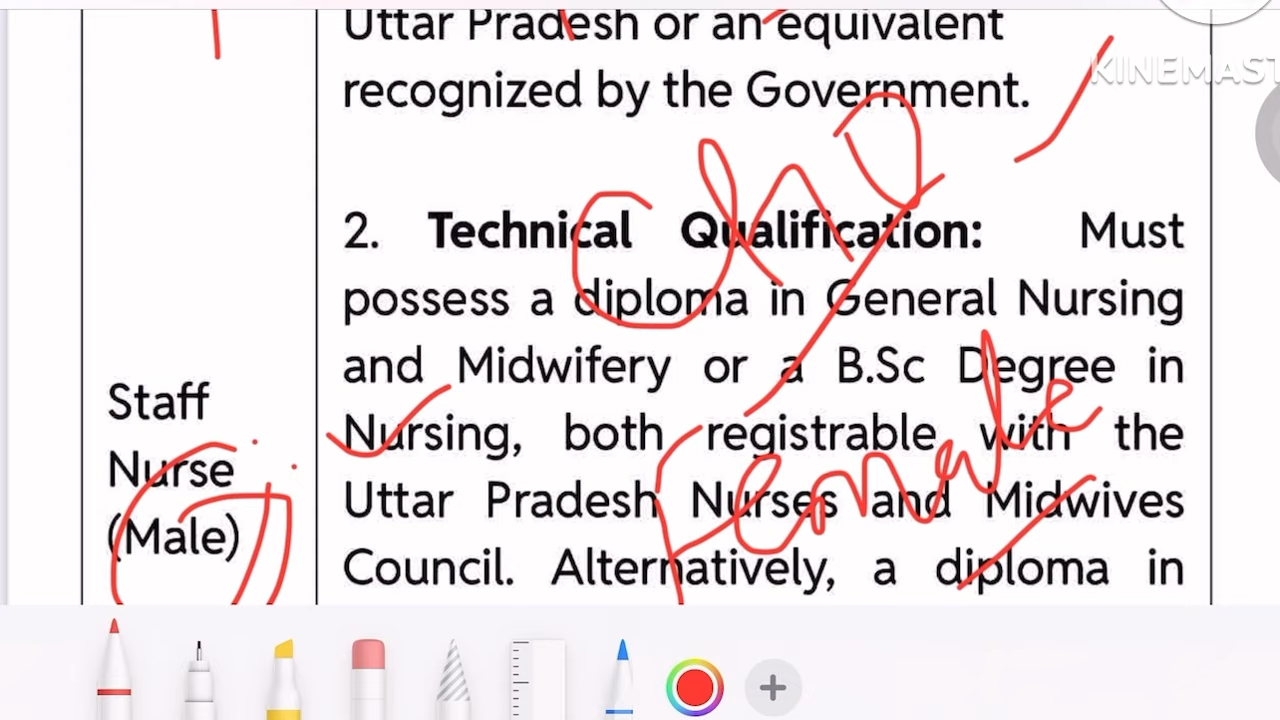 Uttar Pradesh or an equivalent
recognized by the Government.
KINEMAST
CHO
2. Technical Qualification: Must
possess a diploma in General Nursing
and Midwifery or a B.Sc Degree in
Nursing, both registrable with the
Uttar Pradesh Nurses and Midwives
Council. Alternatively, a diploma in
Female
Staff
Nurse
(Male)